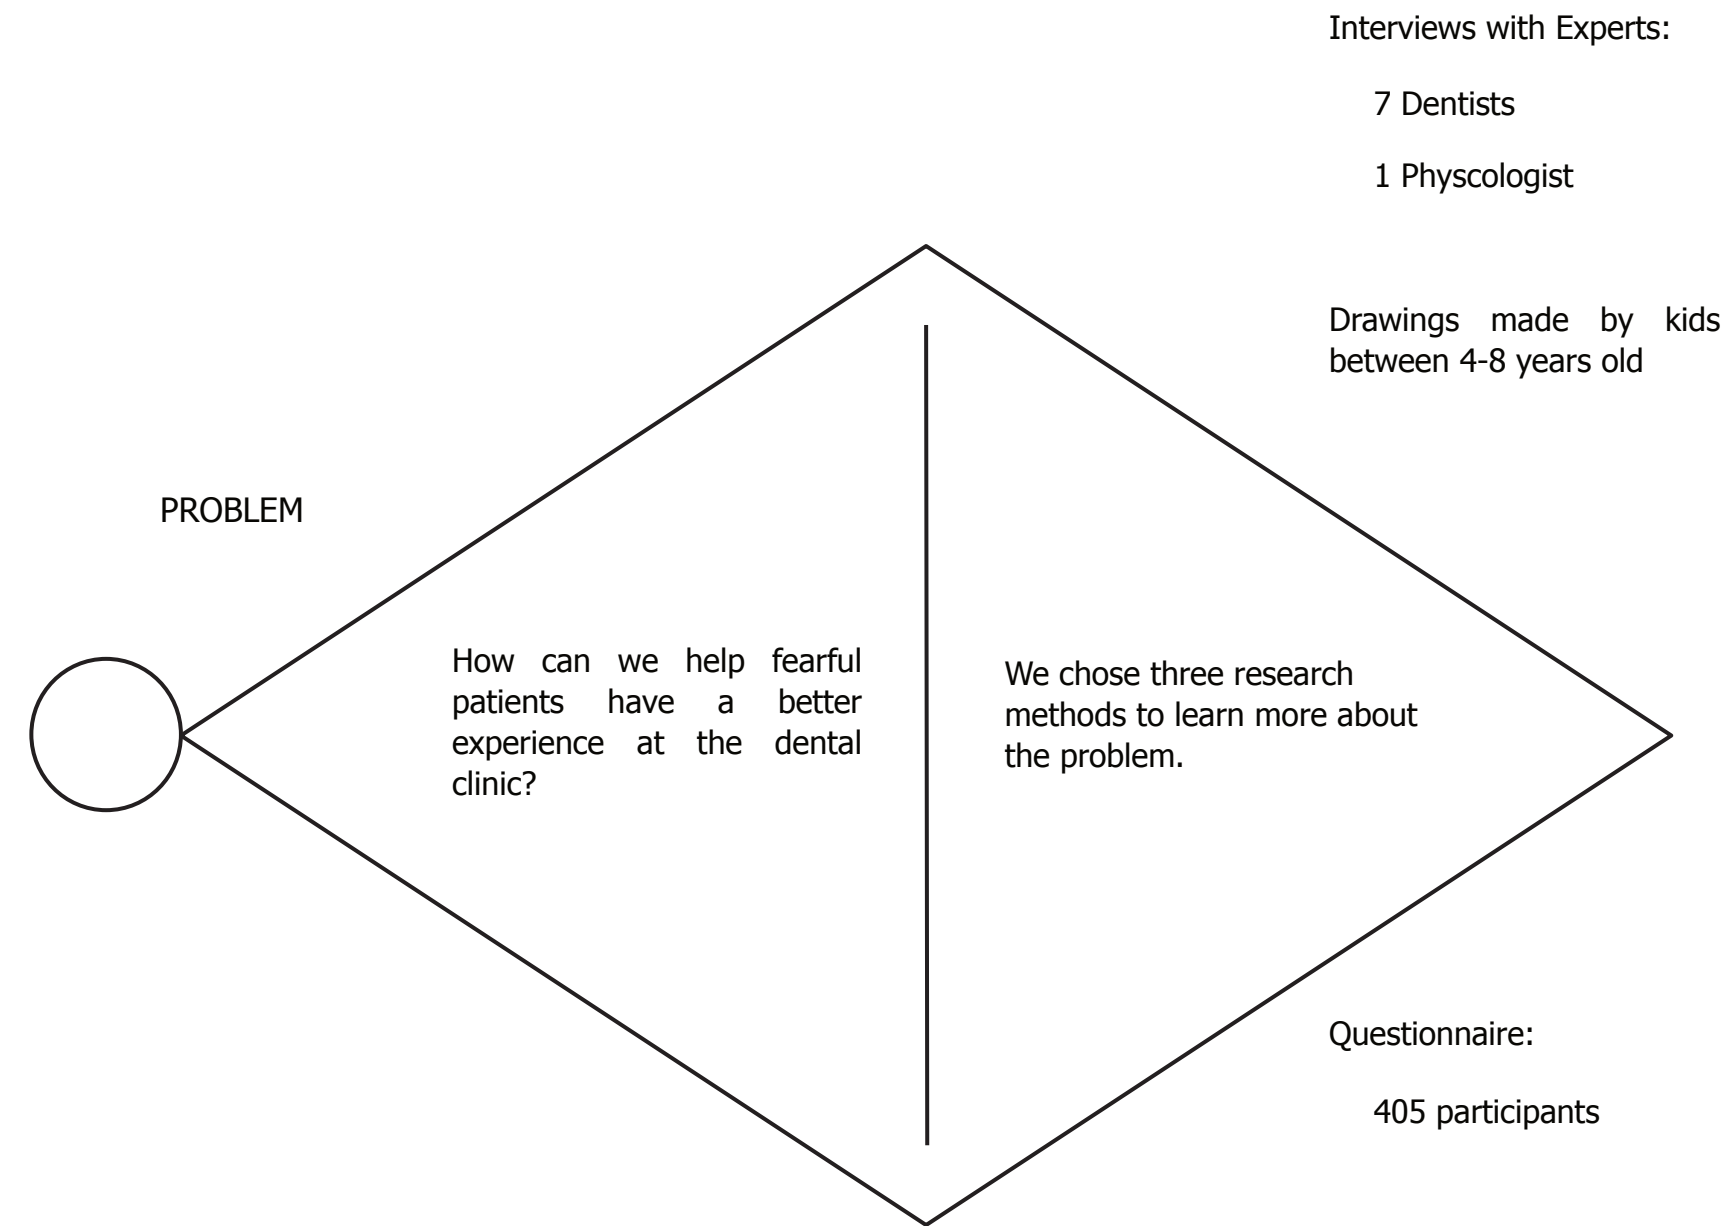 PROBLEM
How can we help fearful
patients have a better
experience at the dental
clinic?
We chose three research
methods to learn more about
the problem.
Interviews with Experts:
7 Dentists
1 Physcologist
Drawings made by kids
between 4-8 years old
Questionnaire:
405 participants